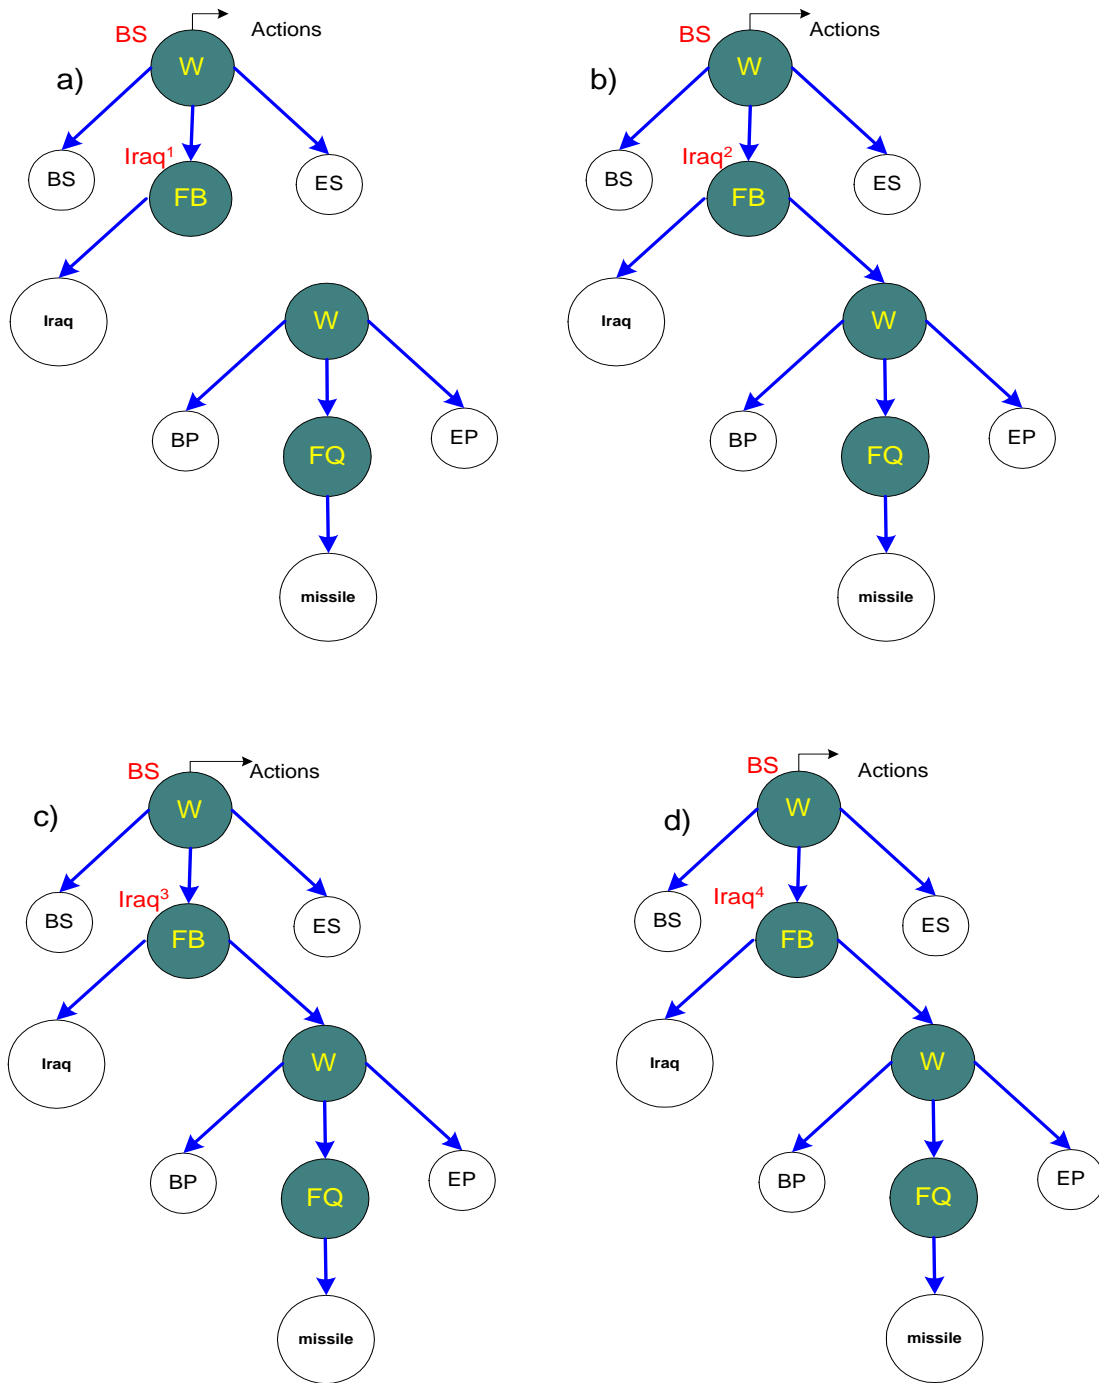 BS
Actions
W
a)
Iraq¹
BS
ES
FB
Iraq
W
BP
EP
FQ
missile
BS
Actions
W
b)
Iraq²
BS
ES
FB
Iraq
W
BP
EP
FQ
missile
BS
Actions
W
c)
Iraq³
BS
ES
FB
Iraq
W
BP
EP
FQ
missile
BS
Actions
W
d)
Iraq⁴
BS
ES
FB
Iraq
W
BP
EP
FQ
missile